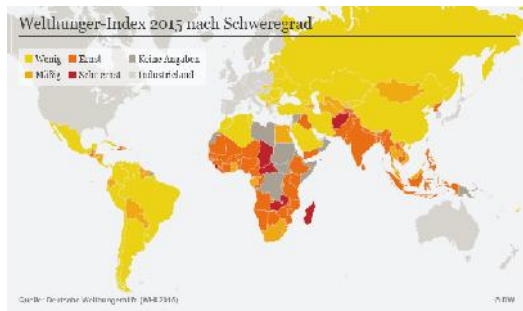 Welthunger-Index 2015 nach Schweregrad
Wenig Ernst Keine Angaben
Mäßig Sehr ernst Industrieland
Quelle: Deutsche Welthungerhilfe (WHI 2015) © DW